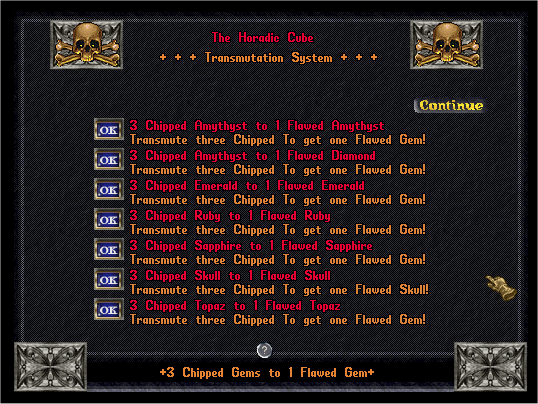 The Horadic Cube
+ + + Transmutation System + + +
Continue
OK 3 Chipped Amythyst to 1 Flawed Amythyst
Transmute three Chipped To get one Flawed Gem!
OK 3 Chipped Amythyst to 1 Flawed Diamond
Transmute three Chipped To get one Flawed Gem!
OK 3 Chipped Emerald to 1 Flawed Emerald
Transmute three Chipped To get one Flawed Gem!
OK 3 Chipped Ruby to 1 Flawed Ruby
Transmute three Chipped To get one Flawed Gem!
OK 3 Chipped Sapphire to 1 Flawed Sapphire
Transmute three Chipped To get one Flawed Gem!
OK 3 Chipped Skull to 1 Flawed Skull
Transmute three Chipped To get one Flawed Skull!
OK 3 Chipped Topaz to 1 Flawed Topaz
Transmute three Chipped To get one Flawed Gem!
?
+3 Chipped Gems to 1 Flawed Gem+